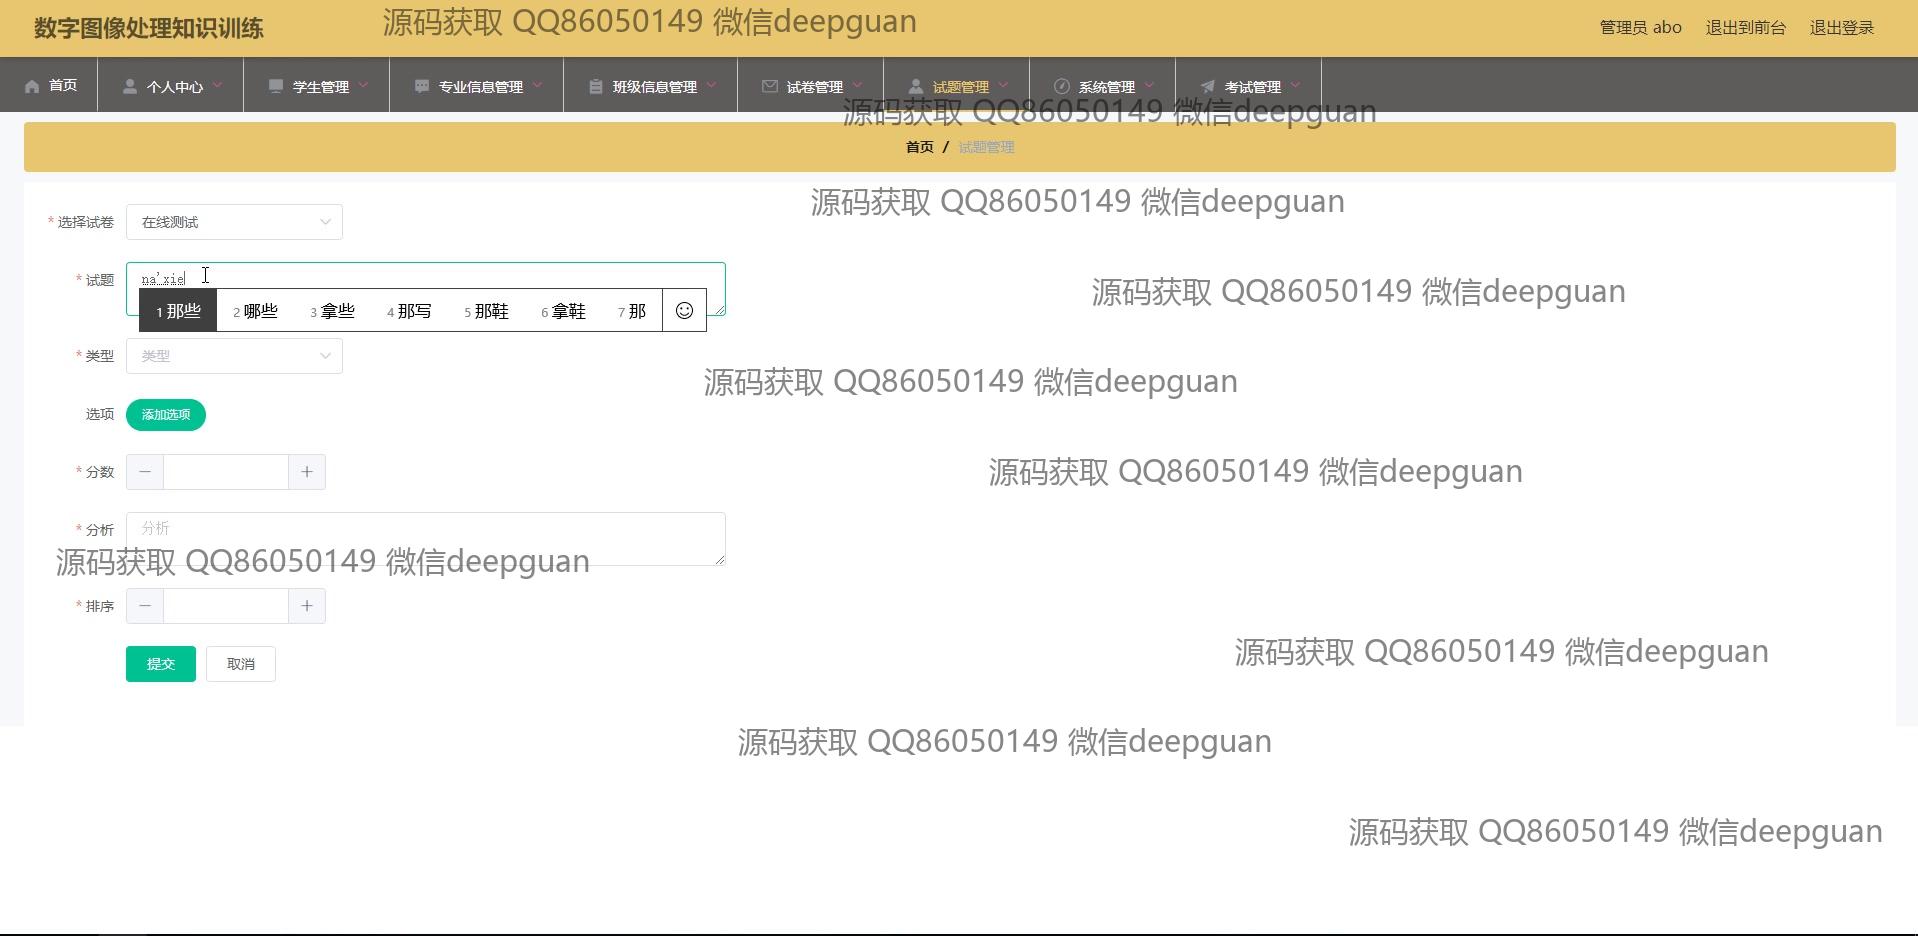 数字图像处理知识训练
源码获取 QQ86050149 微信deepguan
管理员 abo 退出到前台 退出登录
首页 个人中心 学生管理 专业信息管理 班级信息管理 试卷管理 试题管理 系统管理 考试管理
源码获取 QQ86050149 微信deepguan
首页 / 试题管理
源码获取 QQ86050149 微信deepguan
* 选择试卷 在线测试
* 试题 na'xie
源码获取 QQ86050149 微信deepguan
1 那些 2 哪些 3 拿些 4 那写 5 那鞋 6 拿鞋 7 那
* 类型 类型
源码获取 QQ86050149 微信deepguan
选项 添加选项
* 分数 − +
源码获取 QQ86050149 微信deepguan
* 分析 分析
源码获取 QQ86050149 微信deepguan
* 排序 − +
源码获取 QQ86050149 微信deepguan
提交 取消
源码获取 QQ86050149 微信deepguan
源码获取 QQ86050149 微信deepguan